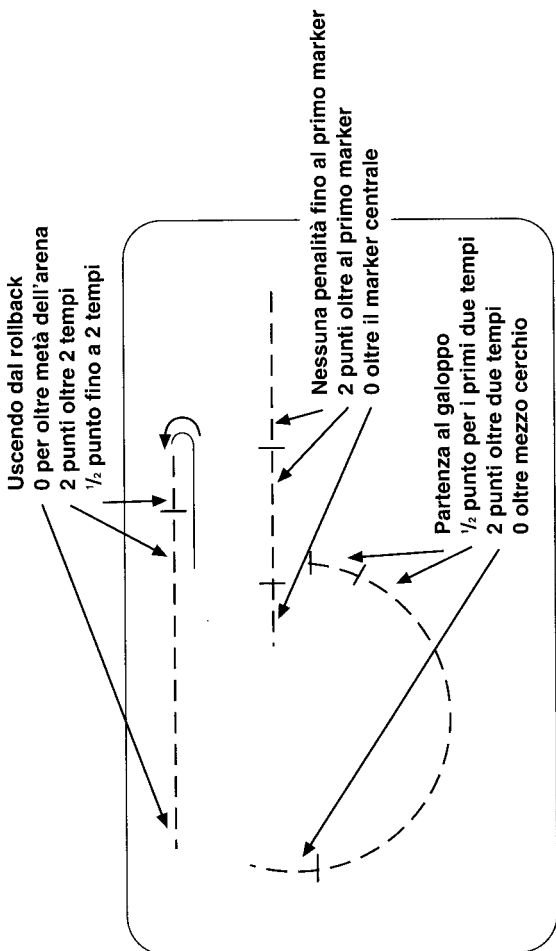 Uscendo dal rollback
0 per oltre metà dell'arena
2 punti oltre 2 tempi
½ punto fino a 2 tempi
Nessuna penalità fino al primo marker
2 punti oltre al primo marker
0 oltre il marker centrale
Partenza al galoppo
½ punto per i primi due tempi
2 punti oltre due tempi
0 oltre mezzo cerchio